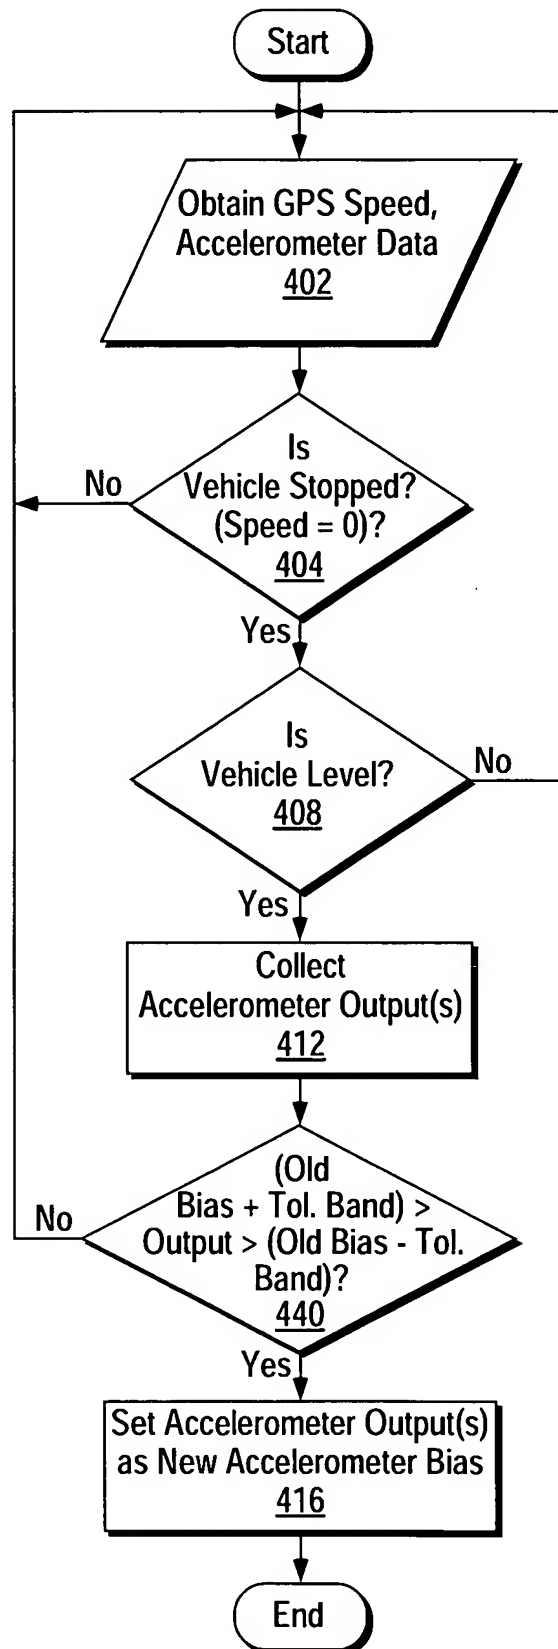 Start
Obtain GPS Speed,
Accelerometer Data
402
Is
Vehicle Stopped?
(Speed = 0)?
404
No
Yes
Is
Vehicle Level?
408
No
Yes
Collect
Accelerometer Output(s)
412
(Old
Bias + Tol. Band) >
Output > (Old Bias - Tol.
Band)?
440
No
Yes
Set Accelerometer Output(s)
as New Accelerometer Bias
416
End